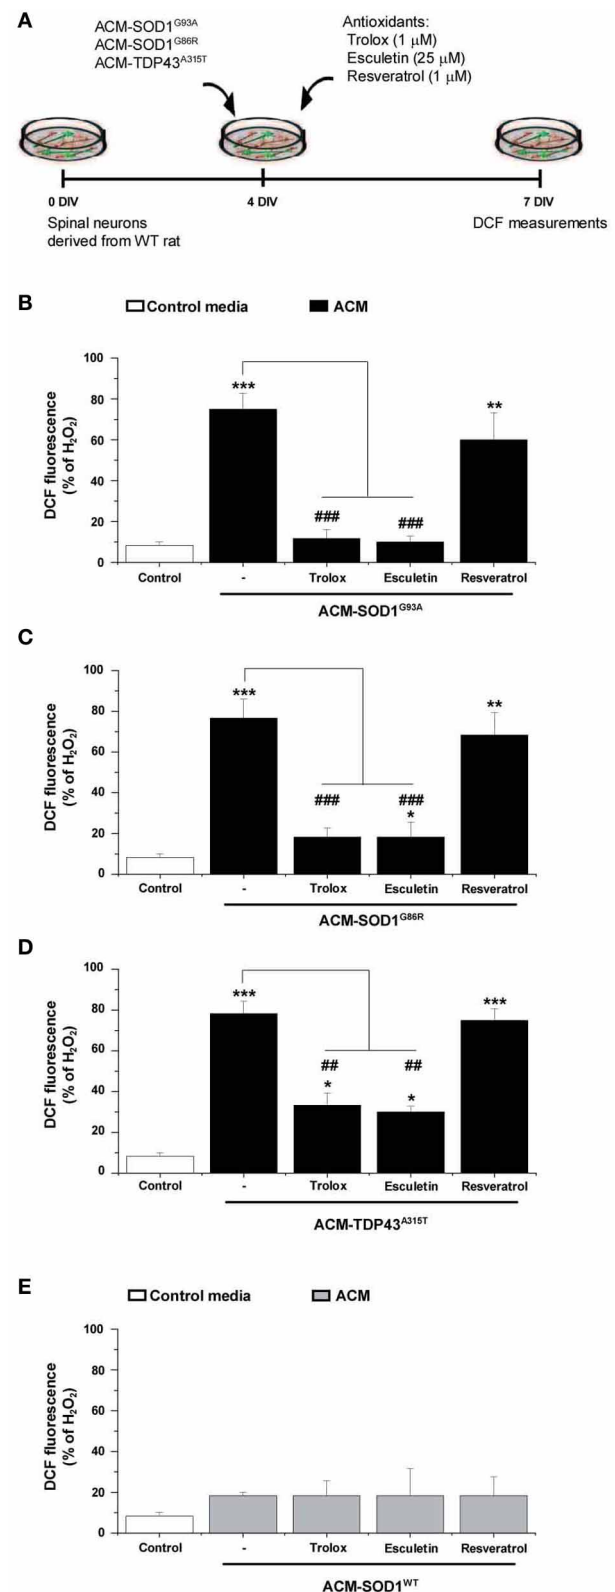 A
ACM-SOD1G93A
ACM-SOD1G86R
ACM-TDP43A315T
Antioxidants:
Trolox (1 μM)
Esculetin (25 μM)
Resveratrol (1 μM)
0 DIV
4 DIV
7 DIV
Spinal neurons
derived from WT rat
DCF measurements
B
Control media
ACM
DCF fluorescence
(% of H2O2)
100
80
60
40
20
0
***
###
###
**
Control
-
Trolox
Esculetin
Resveratrol
ACM-SOD1G93A
C
DCF fluorescence
(% of H2O2)
100
80
60
40
20
0
***
###
###
*
**
Control
-
Trolox
Esculetin
Resveratrol
ACM-SOD1G86R
D
DCF fluorescence
(% of H2O2)
100
80
60
40
20
0
***
##
*
##
*
***
Control
-
Trolox
Esculetin
Resveratrol
ACM-TDP43A315T
E
Control media
ACM
DCF fluorescence
(% of H2O2)
100
80
60
40
20
0
Control
-
Trolox
Esculetin
Resveratrol
ACM-SOD1WT